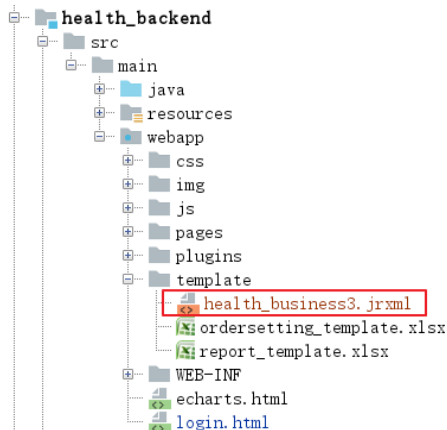 health_backend
src
main
java
resources
webapp
css
img
js
pages
plugins
template
health_business3.jrxml
ordersetting_template.xlsx
report_template.xlsx
WEB-INF
echarts.html
login.html